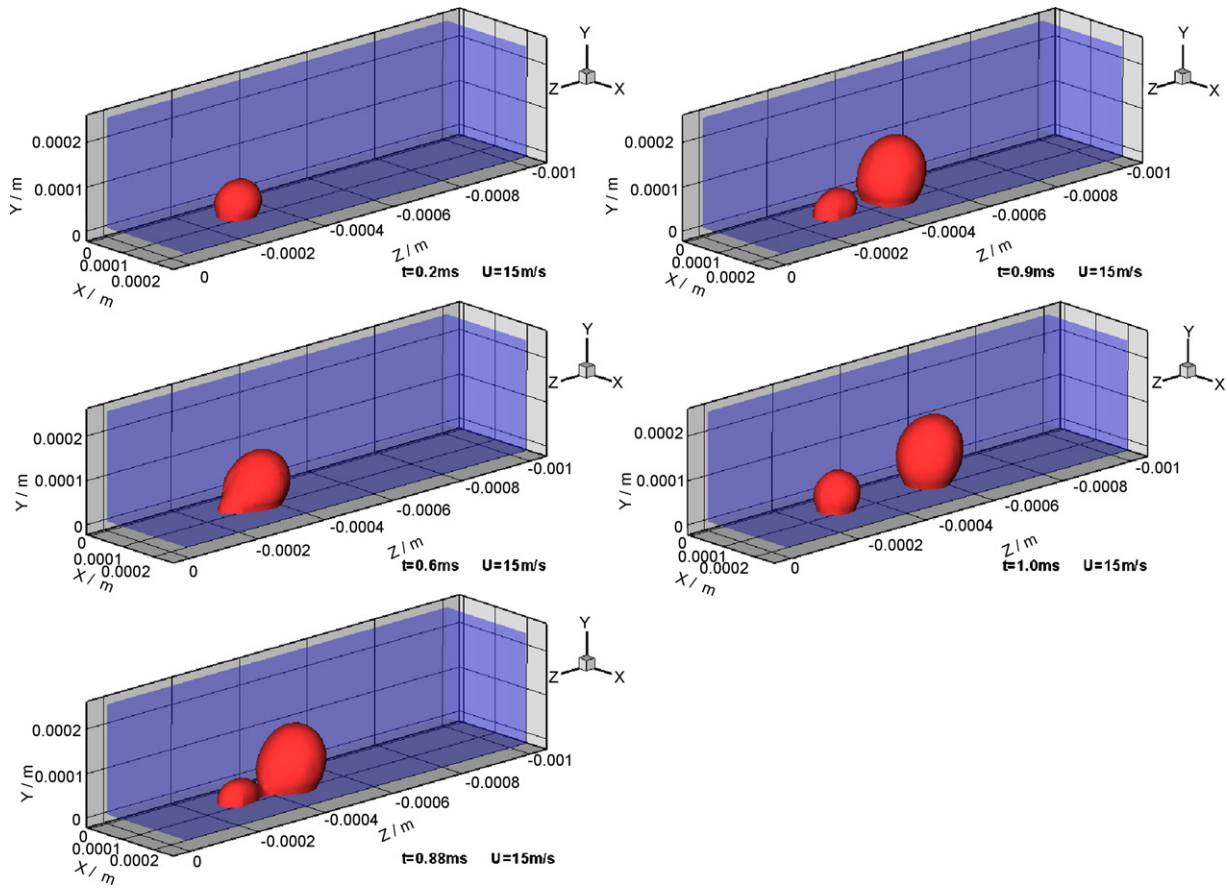 Y
Z
X
0.0002
0.0001
0
Y / m
0
0.0001
0.0002
X / m
0
-0.0002
-0.0004
-0.0006
-0.0008
-0.001
Z / m
t=0.2ms U=15m/s
Y
Z
X
0.0002
0.0001
0
Y / m
0
0.0001
0.0002
X / m
0
-0.0002
-0.0004
-0.0006
-0.0008
-0.001
Z / m
t=0.9ms U=15m/s
Y
Z
X
0.0002
0.0001
0
Y / m
0
0.0001
0.0002
X / m
0
-0.0002
-0.0004
-0.0006
-0.0008
-0.001
Z / m
t=0.6ms U=15m/s
Y
Z
X
0.0002
0.0001
0
Y / m
0
0.0001
0.0002
X / m
0
-0.0002
-0.0004
-0.0006
-0.0008
-0.001
Z / m
t=1.0ms U=15m/s
Y
Z
X
0.0002
0.0001
0
Y / m
0
0.0001
0.0002
X / m
0
-0.0002
-0.0004
-0.0006
-0.0008
-0.001
Z / m
t=0.88ms U=15m/s